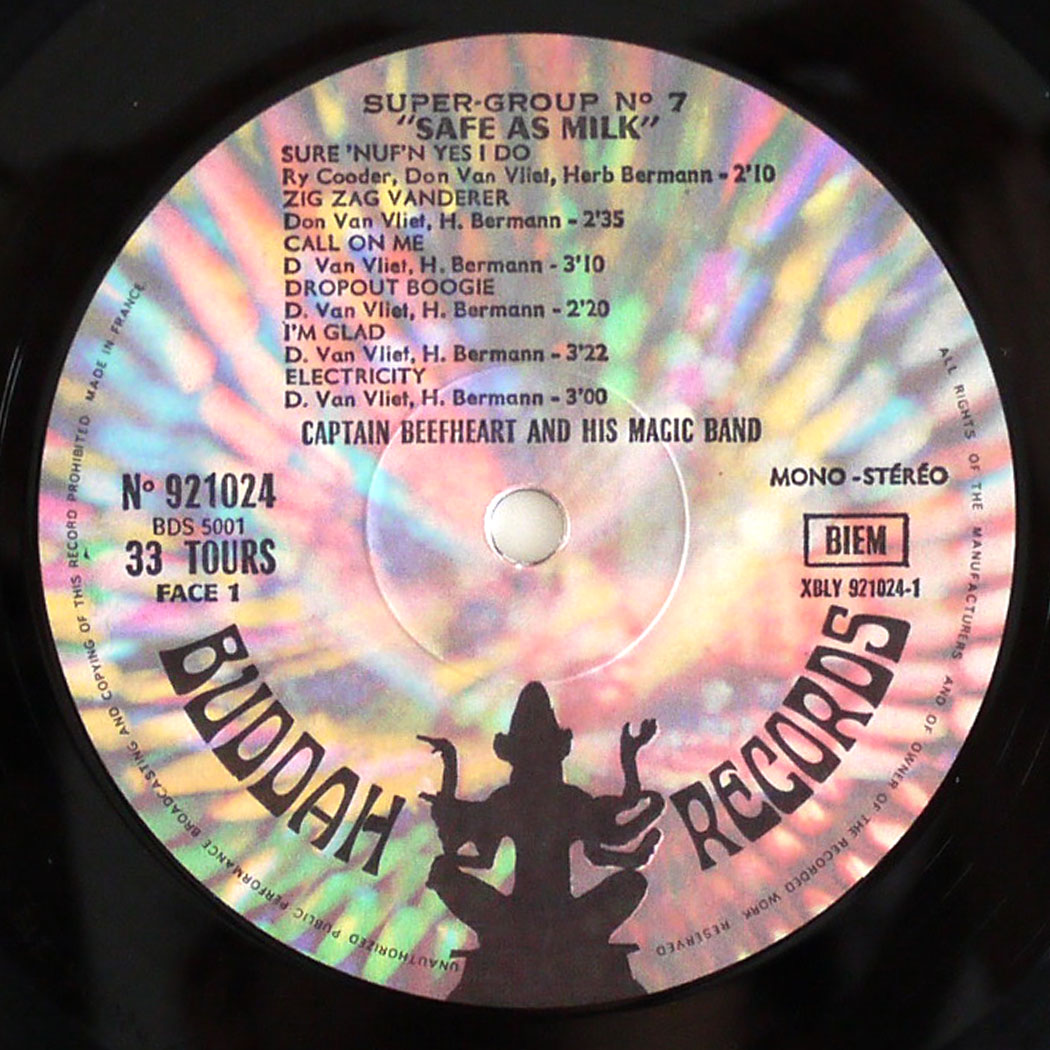 SUPER-GROUP Nº 7
"SAFE AS MILK"
SURE 'NUF'N YES I DO
Ry Cooder, Don Van Vliet, Herb Bermann - 2'10
ZIG ZAG VANDERER
Don Van Vliet, H. Bermann - 2'35
CALL ON ME
D Van Vliet, H. Bermann - 3'10
DROPOUT BOOGIE
D. Van Vliet, H. Bermann - 2'20
I'M GLAD
D. Van Vliet, H. Bermann - 3'22
ELECTRICITY
D. Van Vliet, H. Bermann - 3'00
CAPTAIN BEEFHEART AND HIS MAGIC BAND
Nº 921024
BDS 5001
33 TOURS
FACE 1
MONO - STÉRÉO
BIEM
XBLY 921024-1
BUDDAH RECORDS
ALL RIGHTS OF THE MANUFACTURERS AND OF OWNER OF THE RECORDED WORK RESERVED
UNAUTHORIZED PUBLIC PERFORMANCE BROADCASTING AND COPYING OF THIS RECORD PROHIBITED MADE IN FRANCE